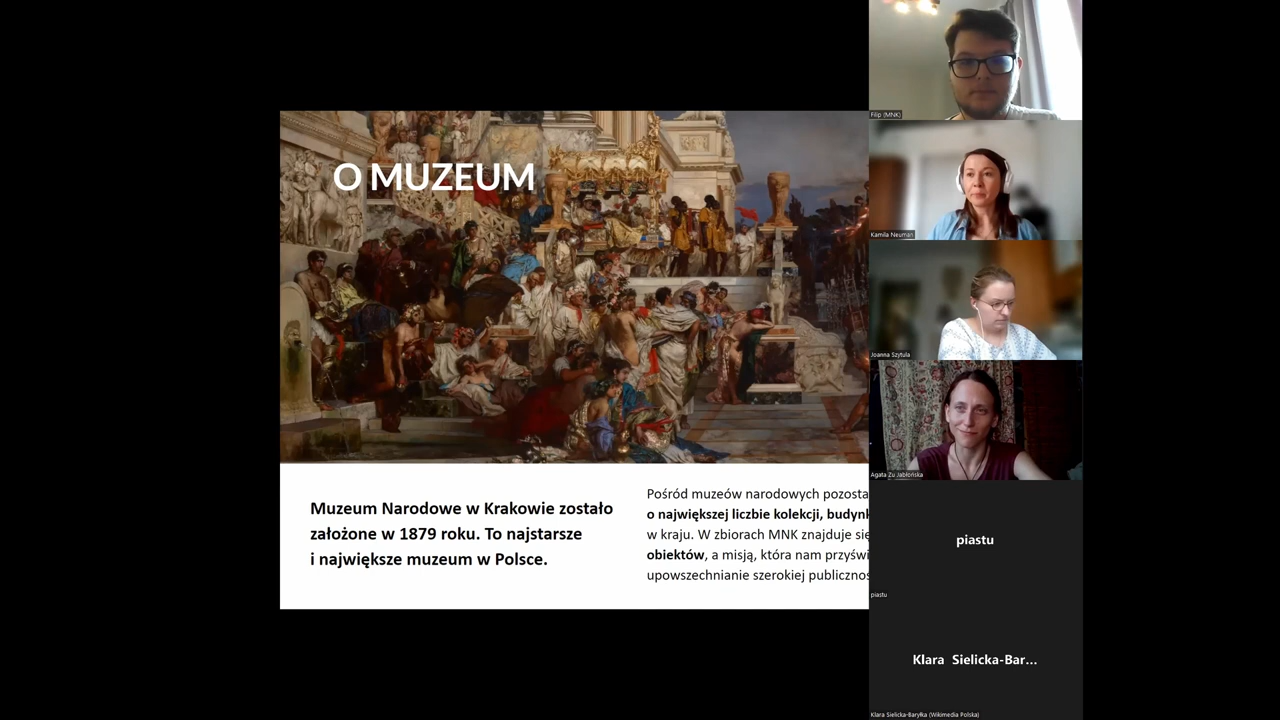 O MUZEUM
Muzeum Narodowe w Krakowie zostało
założone w 1879 roku. To najstarsze
i największe muzeum w Polsce.
Pośród muzeów narodowych pozosta
o największej liczbie kolekcji, budynk
w kraju. W zbiorach MNK znajduje się
obiektów, a misją, która nam przyświ
upowszechnianie szerokiej publicznoś
Filip (MNK)
Kamila Neuman
Joanna Szytula
Agata Zu Jabłońska
piastu
piastu
Klara Sielicka-Bar...
Klara Sielicka-Baryłka (Wikimedia Polska)